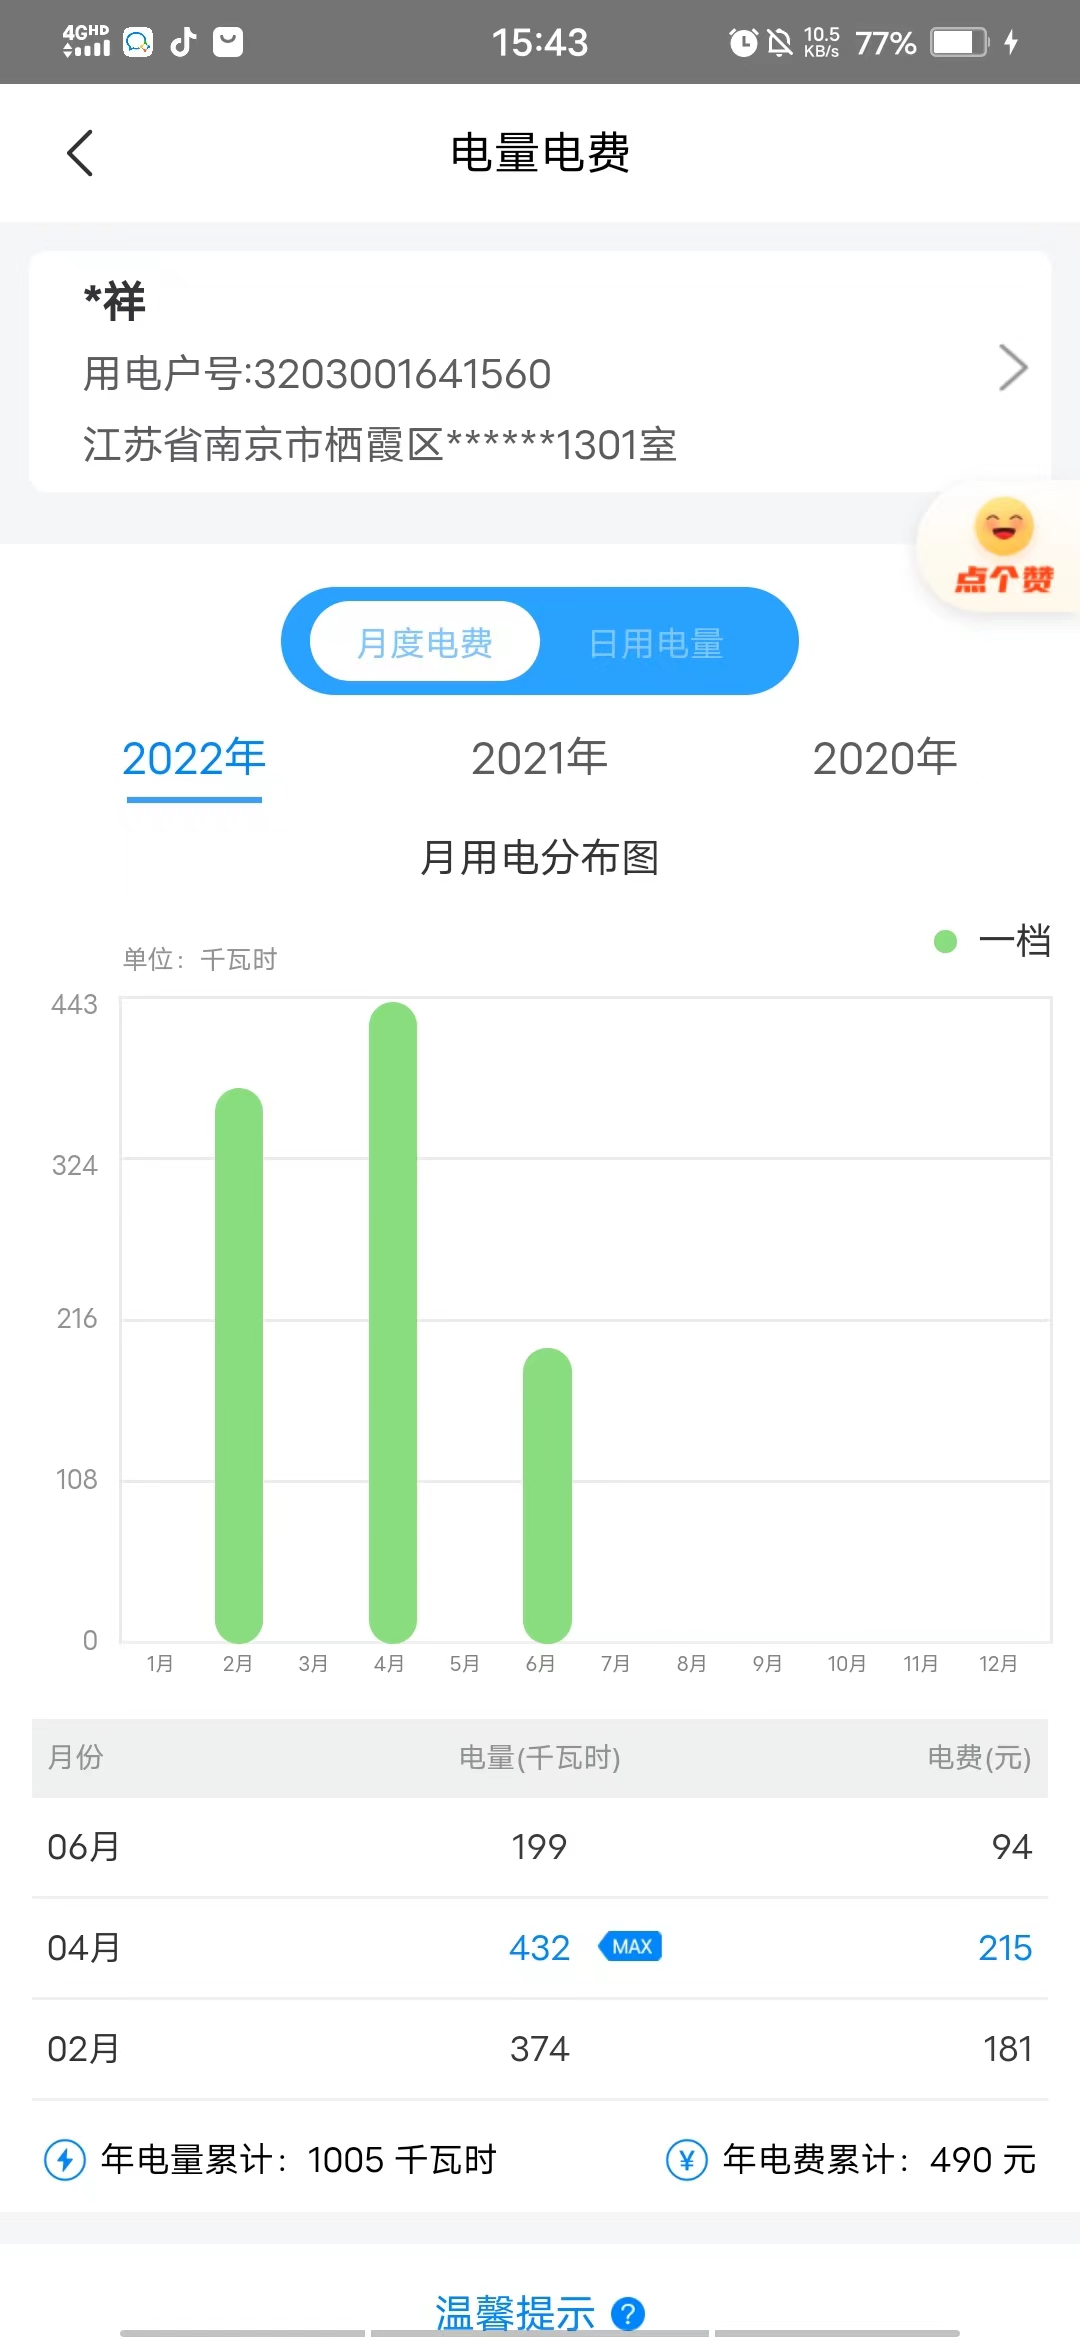 4GHD 15:43 10.5 KB/s 77%
电量电费
*祥
用电户号:3203001641560
江苏省南京市栖霞区******1301室
点个赞
月度电费 日用电量
2022年 2021年 2020年
月用电分布图
单位：千瓦时 一档
443
324
216
108
0
1月 2月 3月 4月 5月 6月 7月 8月 9月 10月 11月 12月
月份 电量(千瓦时) 电费(元)
06月 199 94
04月 432 MAX 215
02月 374 181
年电量累计：1005 千瓦时 ¥ 年电费累计：490 元
温馨提示 ?